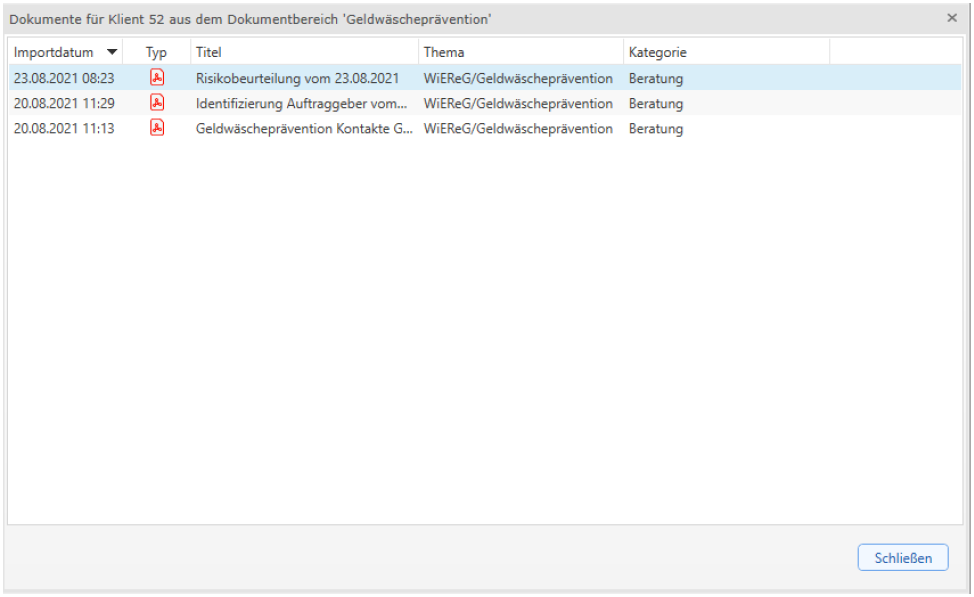 Dokumente für Klient 52 aus dem Dokumentbereich 'Geldwäscheprävention'
Importdatum Typ Titel Thema Kategorie
23.08.2021 08:23 Risikobeurteilung vom 23.08.2021 WiEReG/Geldwäscheprävention Beratung
20.08.2021 11:29 Identifizierung Auftraggeber vom... WiEReG/Geldwäscheprävention Beratung
20.08.2021 11:13 Geldwäscheprävention Kontakte G... WiEReG/Geldwäscheprävention Beratung
Schließen